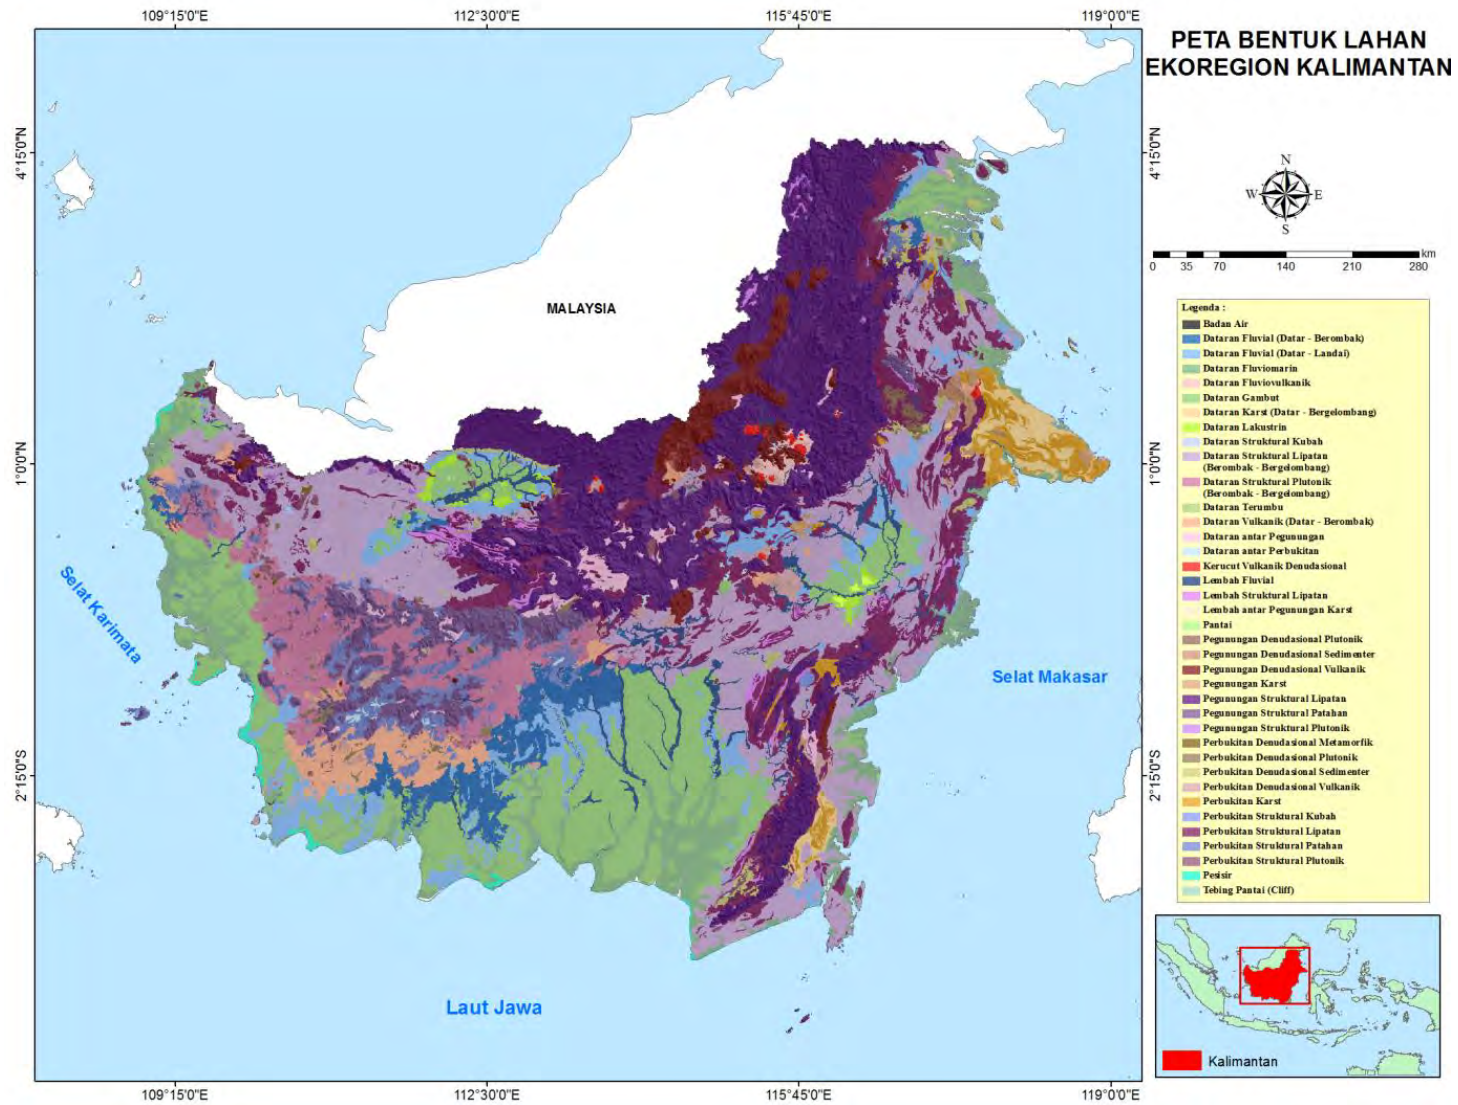 109°15'0"E
112°30'0"E
115°45'0"E
119°0'0"E
PETA BENTUK LAHAN
EKOREGION KALIMANTAN
4°15'0"N
4°15'0"N
N
W
E
S
km
0
35
70
140
210
280
MALAYSIA
Legenda :
Badan Air
Dataran Fluvial (Datar - Berombak)
Dataran Fluvial (Datar - Landai)
Dataran Fluviomarin
Dataran Fluviovulkanik
Dataran Gambut
Dataran Karst (Datar - Bergelombang)
Dataran Lakustrin
Dataran Struktural Kubah
Dataran Struktural Lipatan
(Berombak - Bergelombang)
Dataran Struktural Plutonik
(Berombak - Bergelombang)
Dataran Terumbu
Dataran Vulkanik (Datar - Berombak)
Dataran antar Pegunungan
Dataran antar Perbukitan
Kerucut Vulkanik Denudasional
Lembah Fluvial
Lembah Struktural Lipatan
Lembah antar Pegunungan Karst
Pantai
Pegunungan Denudasional Plutonik
Pegunungan Denudasional Sedimenter
Pegunungan Denudasional Vulkanik
Pegunungan Karst
Pegunungan Struktural Lipatan
Pegunungan Struktural Patahan
Pegunungan Struktural Plutonik
Perbukitan Denudasional Metamorfik
Perbukitan Denudasional Plutonik
Perbukitan Denudasional Sedimenter
Perbukitan Denudasional Vulkanik
Perbukitan Karst
Perbukitan Struktural Kubah
Perbukitan Struktural Lipatan
Perbukitan Struktural Patahan
Perbukitan Struktural Plutonik
Pesisir
Tebing Pantai (Cliff)
1°0'0"N
1°0'0"N
Selat Karimata
Selat Makasar
2°15'0"S
2°15'0"S
Laut Jawa
Kalimantan
109°15'0"E
112°30'0"E
115°45'0"E
119°0'0"E